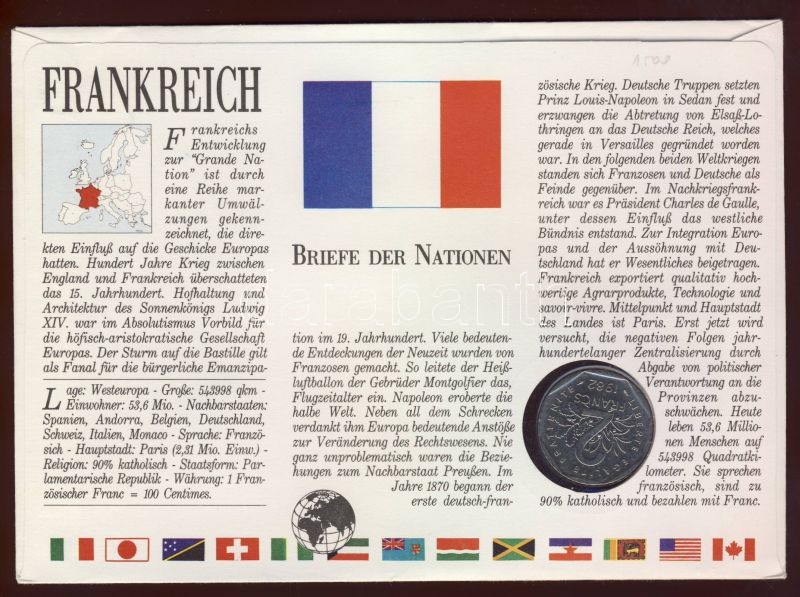 1508
FRANKREICH
Frankreichs
Entwicklung
zur "Grande Na-
tion" ist durch
eine Reihe mar-
kanter Umwäl-
zungen gekenn-
zeichnet, die dire-
kten Einfluß auf die Geschicke Europas
hatten. Hundert Jahre Krieg zwischen
England und Frankreich überschatteten
das 15. Jahrhundert. Hofhaltung und
Architektur des Sonnenkönigs Ludwig
XIV. war im Absolutismus Vorbild für
die höfisch-aristokratische Gesellschaft
Europas. Der Sturm auf die Bastille gilt
als Fanal für die bürgerliche Emanzipa-
Lage: Westeuropa - Große: 543998 qkm -
Einwohner: 53,6 Mio. - Nachbarstaaten:
Spanien, Andorra, Belgien, Deutschland,
Schweiz, Italien, Monaco - Sprache: Franzö-
sich - Hauptstadt: Paris (2,31 Mio. Einw.) -
Religion: 90% katholisch - Staatsform: Par-
lamentarische Republik - Währung: 1 Fran-
zösischer Franc = 100 Centimes.
BRIEFE DER NATIONEN
tion im 19. Jahrhundert. Viele bedeuten-
de Entdeckungen der Neuzeit wurden von
Franzosen gemacht. So leitete der Heiß-
luftballon der Gebrüder Montgolfier das,
Flugzeitalter ein. Napoleon eroberte die
halbe Welt. Neben all dem Schrecken
verdankt ihm Europa bedeutende Anstöße
zur Veränderung des Rechtswesens. Nie
ganz unproblematisch waren die Bezie-
hungen zum Nachbarstaat Preußen. Im
Jahre 1870 begann der
erste deutsch-fran-
zösische Krieg. Deutsche Truppen setzten
Prinz Louis-Napoleon in Sedan fest und
erzwangen die Abtretung von Elsaß-Lo-
thringen an das Deutsche Reich, welches
gerade in Versailles gegründet worden
war. In den folgenden beiden Weltkriegen
standen sich Franzosen und Deutsche als
Feinde gegenüber. Im Nachkriegsfrank-
reich war es Präsident Charles de Gaulle,
unter dessen Einfluß das westliche
Bündnis entstand. Zur Integration Euro-
pas und der Aussöhnung mit Deu-
tschland hat er Wesentliches beigetragen.
Frankreich exportiert qualitativ hoch-
wertige Agrarprodukte, Technologie und
savoir-vivre. Mittelpunkt und Hauptstadt
des Landes ist Paris. Erst jetzt wird
versucht, die negativen Folgen jahr-
hundertelanger Zentralisierung durch
Abgabe von politischer
Verantwortung an die
Provinzen abzu-
schwächen. Heute
leben 53,6 Millio-
nen Menschen auf
543998 Quadratki-
lometer. Sie sprechen
französisch, sind zu
90% katholisch und bezahlen mit Franc.
LIBERTE EGALITE FRATERNITE
2
FRANCS
1982